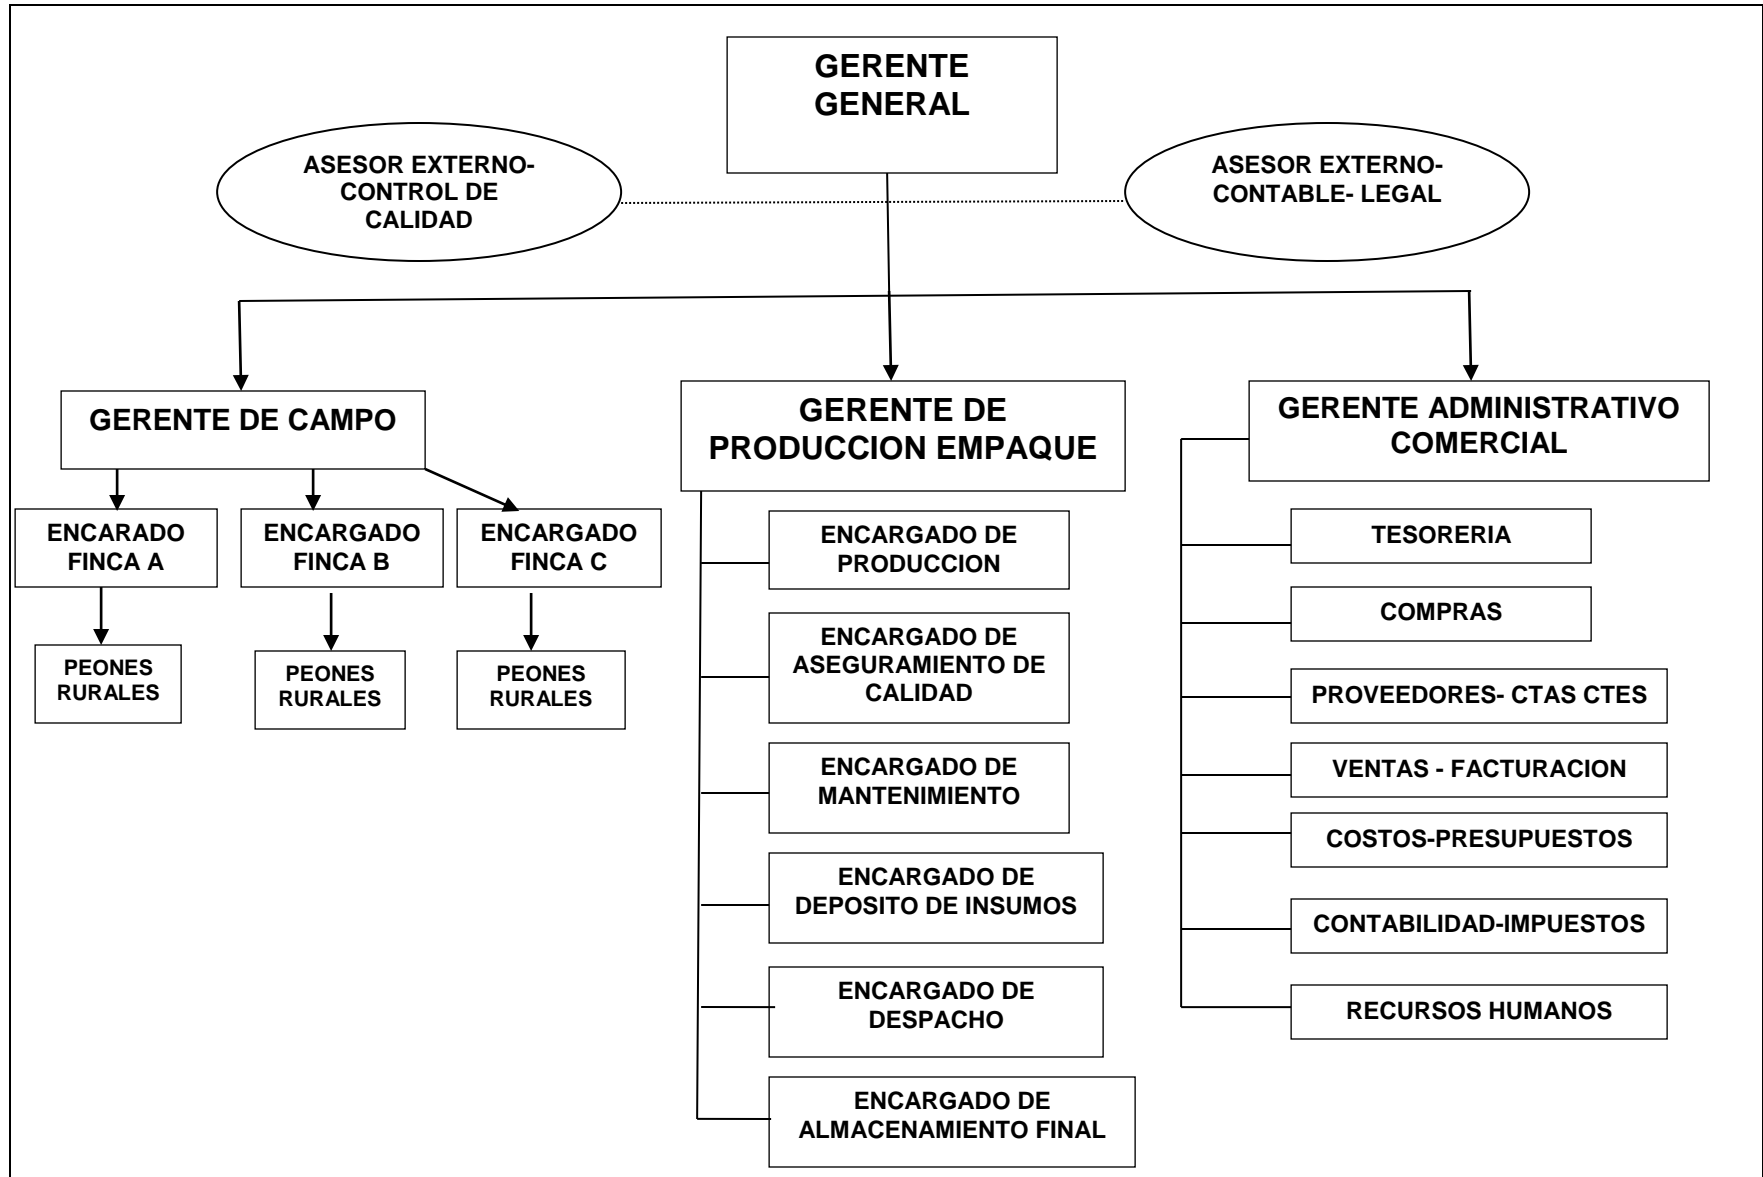 GERENTE
GENERAL
ASESOR EXTERNO-
CONTROL DE
CALIDAD
ASESOR EXTERNO-
CONTABLE- LEGAL
GERENTE DE CAMPO
ENCARADO
FINCA A
ENCARGADO
FINCA B
ENCARGADO
FINCA C
PEONES
RURALES
PEONES
RURALES
PEONES
RURALES
GERENTE DE
PRODUCCION EMPAQUE
ENCARGADO DE
PRODUCCION
ENCARGADO DE
ASEGURAMIENTO DE
CALIDAD
ENCARGADO DE
MANTENIMIENTO
ENCARGADO DE
DEPOSITO DE INSUMOS
ENCARGADO DE
DESPACHO
ENCARGADO DE
ALMACENAMIENTO FINAL
GERENTE ADMINISTRATIVO
COMERCIAL
TESORERIA
COMPRAS
PROVEEDORES- CTAS CTES
VENTAS - FACTURACION
COSTOS-PRESUPUESTOS
CONTABILIDAD-IMPUESTOS
RECURSOS HUMANOS